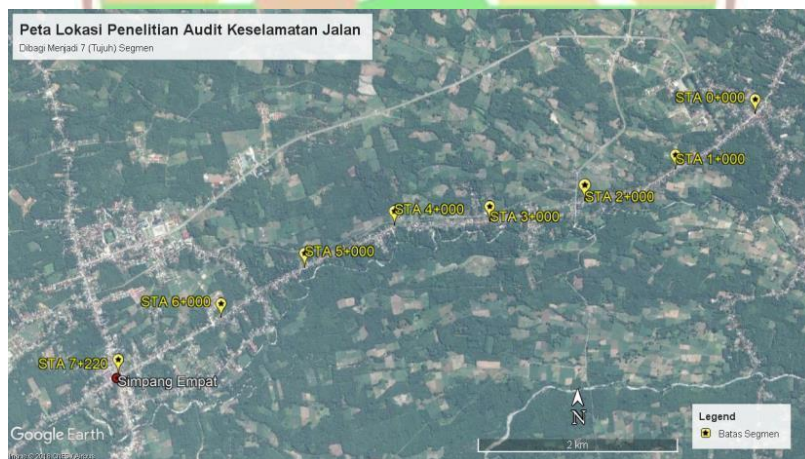 Peta Lokasi Penelitian Audit Keselamatan Jalan
Dibagi Menjadi 7 (Tujuh) Segmen
STA 0+000
STA 1+000
STA 2+000
STA 3+000
STA 4+000
STA 5+000
STA 6+000
STA 7+220
Simpang Empat
N
Legend
Batas Segmen
2 km
Google Earth